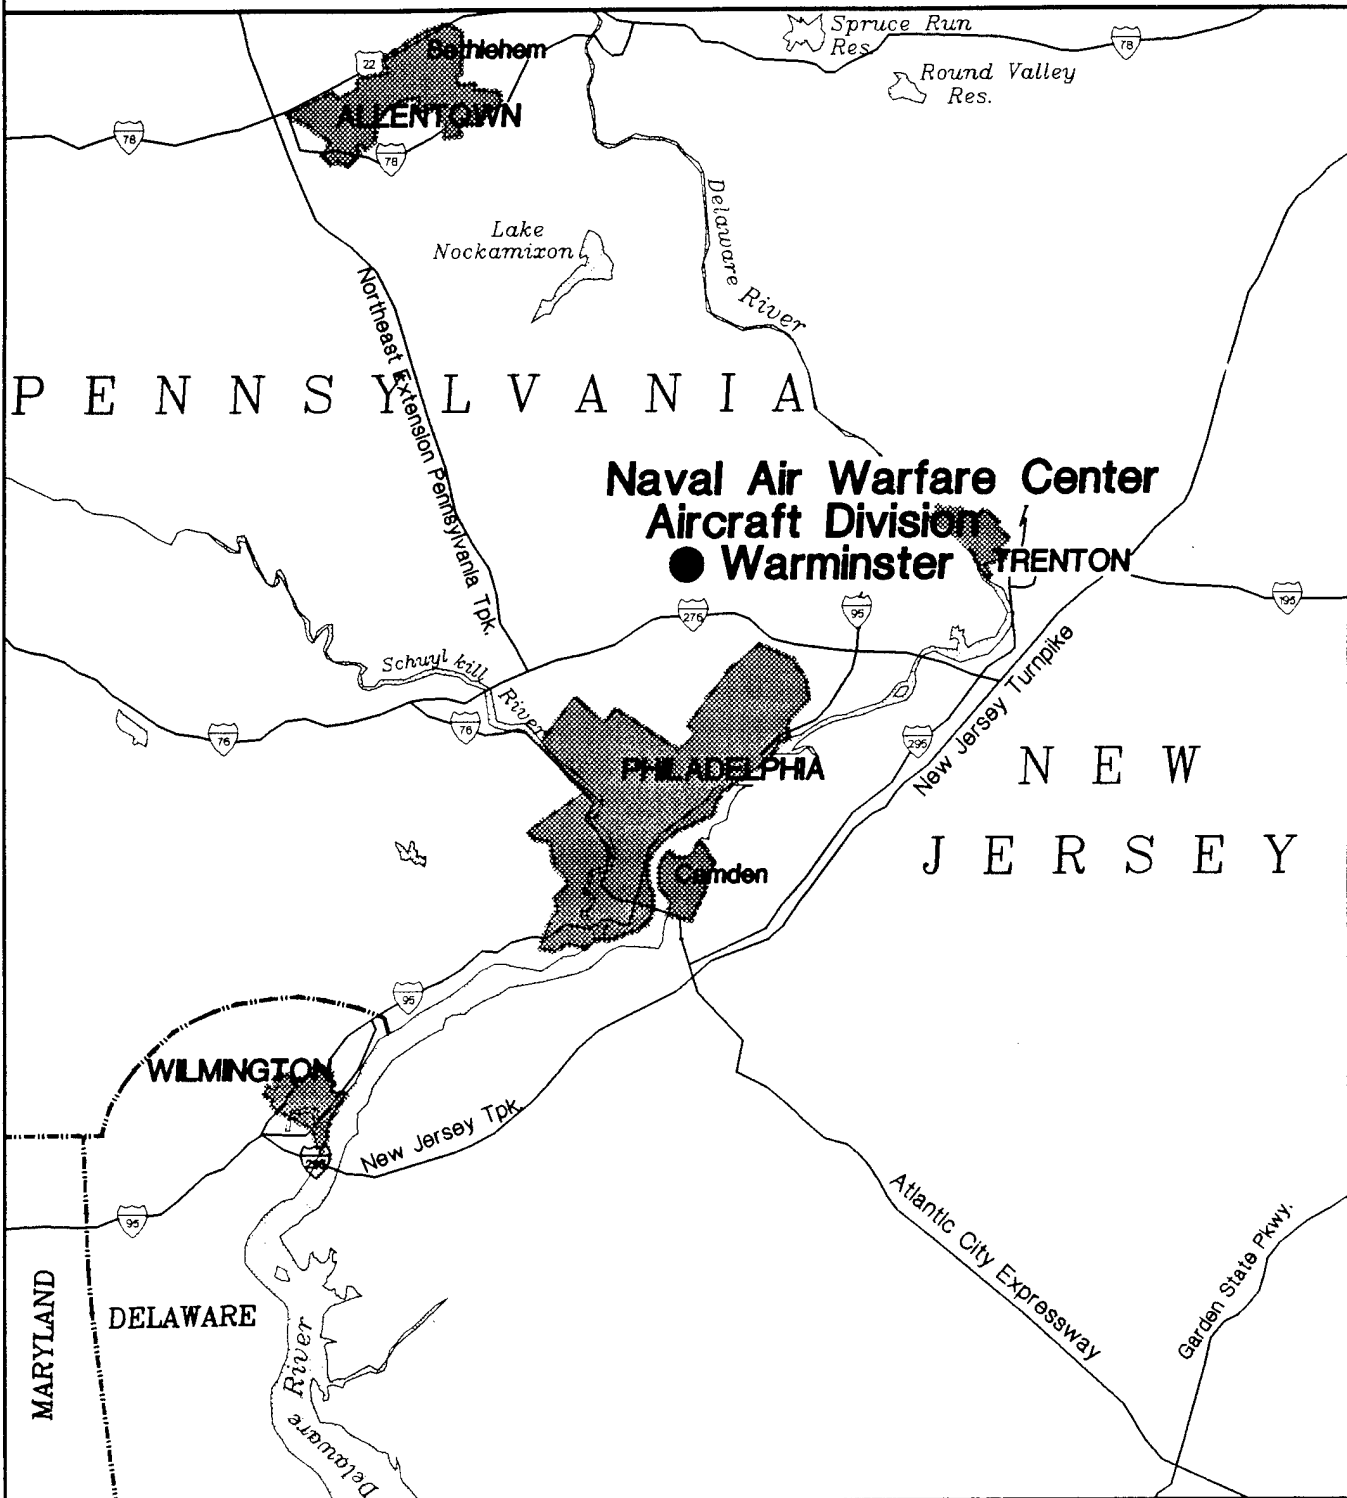 Spruce Run
Res.
78
Bethlehem
22
Round Valley
Res.
ALLENTOWN
78
78
Delaware River
Lake
Nockamixon
Northeast Extension Pennsylvania Tpk.
PENNSYLVANIA
Naval Air Warfare Center
Aircraft Division
Warminster
TRENTON
195
276
95
Schuylkill River
New Jersey Turnpike
76
76
295
NEW
JERSEY
PHILADELPHIA
Camden
95
WILMINGTON
New Jersey Tpk.
295
95
Atlantic City Expressway
Garden State Pkwy.
MARYLAND
DELAWARE
Delaware River